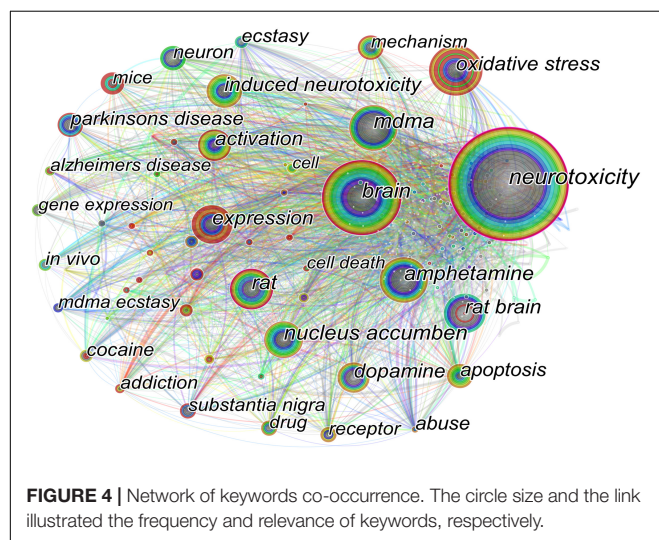 ecstasy
neuron
mechanism
oxidative stress
mice
induced neurotoxicity
parkinsons disease
mdma
activation
alzheimers disease
cell
neurotoxicity
brain
gene expression
expression
in vivo
cell death
amphetamine
rat
mdma ecstasy
rat brain
nucleus accumben
cocaine
dopamine
apoptosis
addiction
substantia nigra
drug
receptor
abuse
FIGURE 4 | Network of keywords co-occurrence. The circle size and the link
illustrated the frequency and relevance of keywords, respectively.